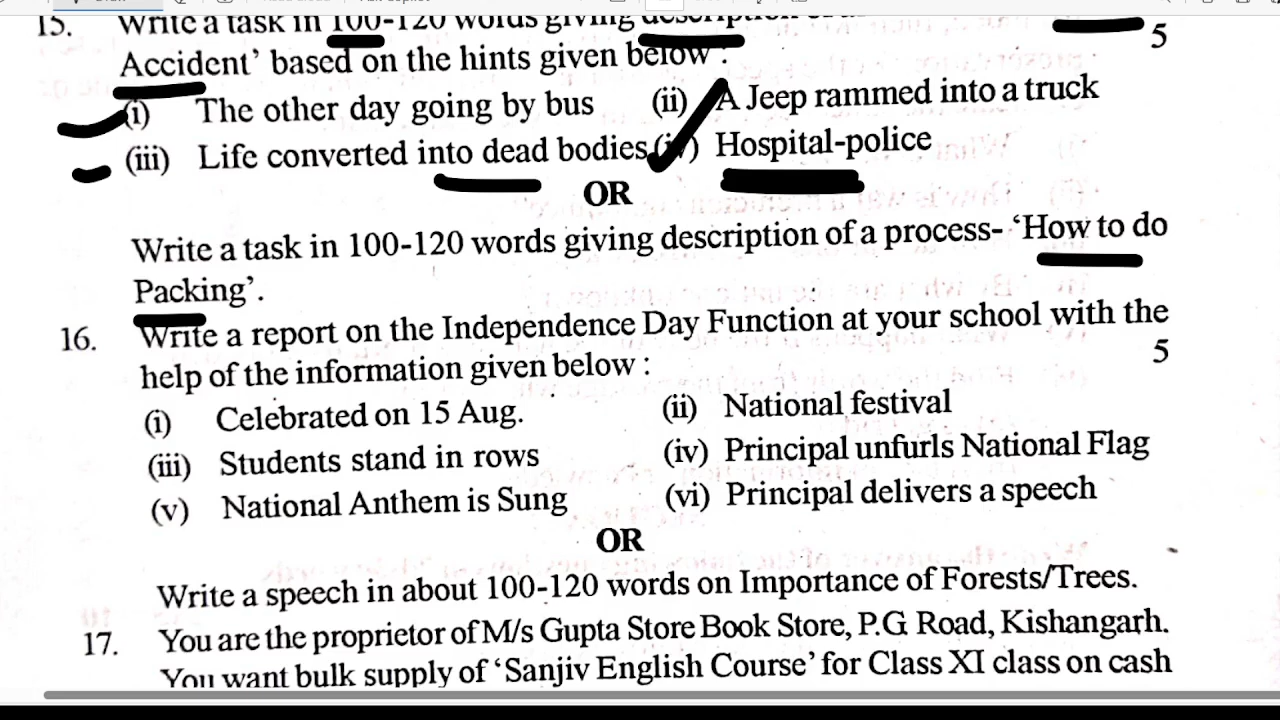 15. Write a task in 100-120 words giving description
5
Accident' based on the hints given below :
(i) The other day going by bus (ii) A Jeep rammed into a truck
(iii) Life converted into dead bodies (iv) Hospital-police
OR
Write a task in 100-120 words giving description of a process- 'How to do
Packing'.
16. Write a report on the Independence Day Function at your school with the
help of the information given below : 5
(i) Celebrated on 15 Aug. (ii) National festival
(iii) Students stand in rows (iv) Principal unfurls National Flag
(v) National Anthem is Sung (vi) Principal delivers a speech
OR
Write a speech in about 100-120 words on Importance of Forests/Trees.
17. You are the proprietor of M/s Gupta Store Book Store, P.G Road, Kishangarh.
You want bulk supply of 'Sanjiv English Course' for Class XI class on cash